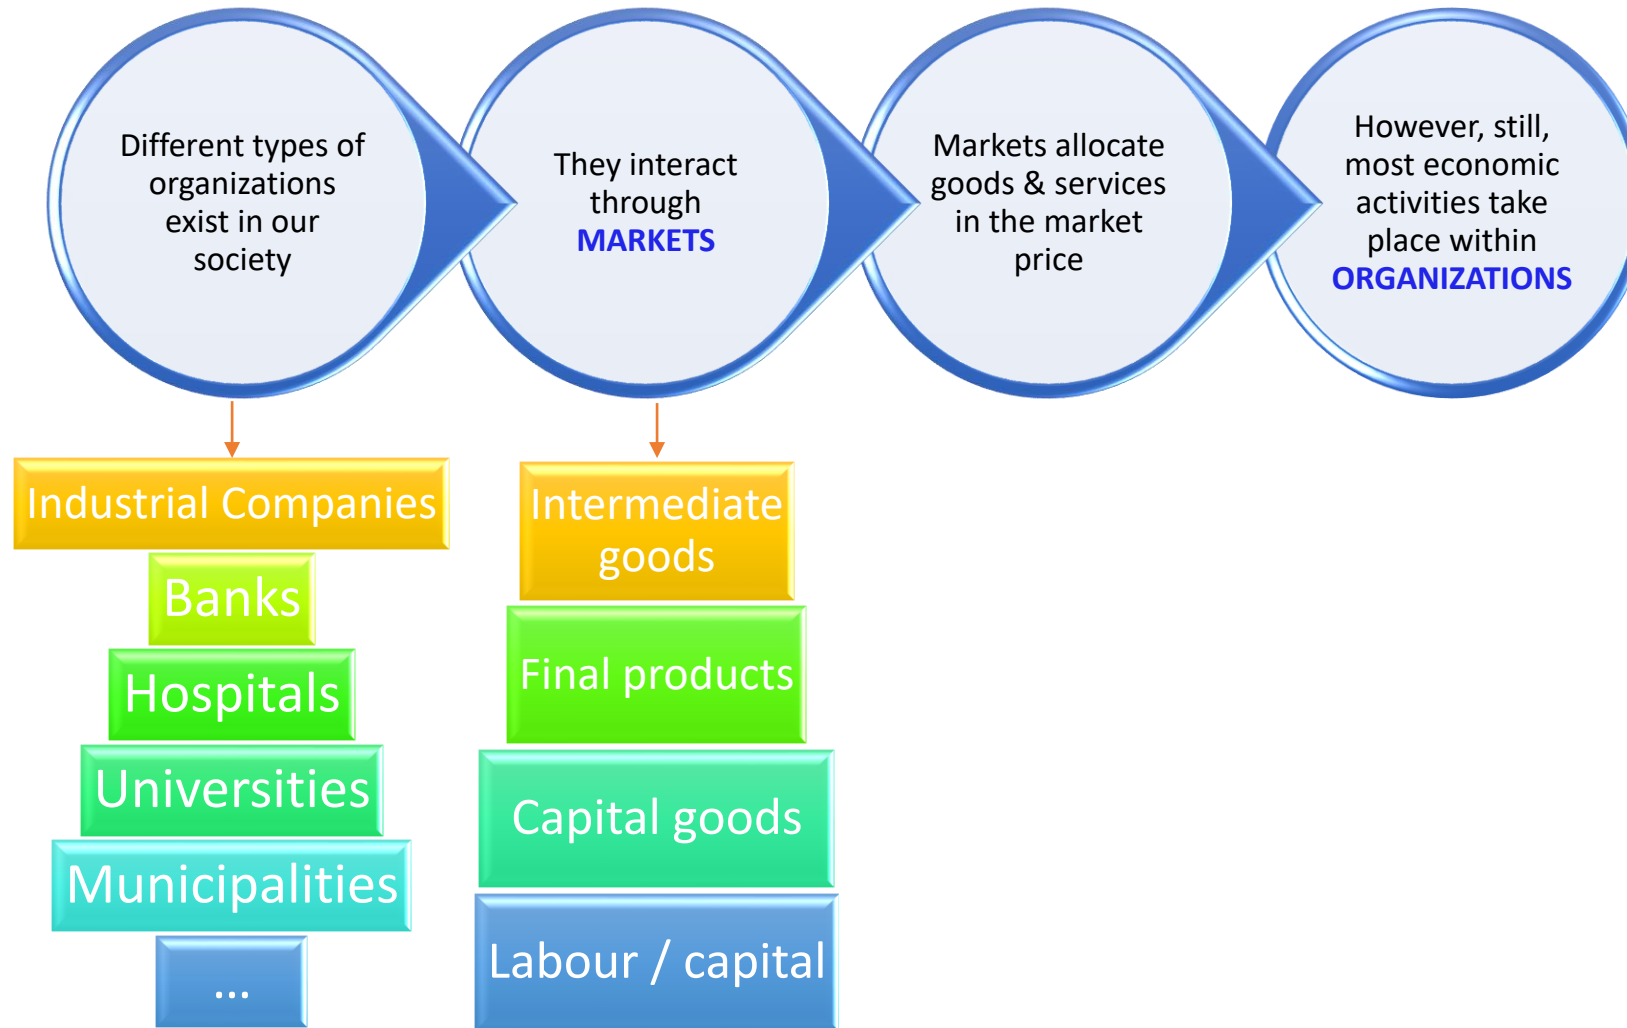 Different types of
organizations
exist in our
society
They interact
through
MARKETS
Markets allocate
goods & services
in the market
price
However, still,
most economic
activities take
place within
ORGANIZATIONS
Industrial Companies
Banks
Hospitals
Universities
Municipalities
...
Intermediate
goods
Final products
Capital goods
Labour / capital